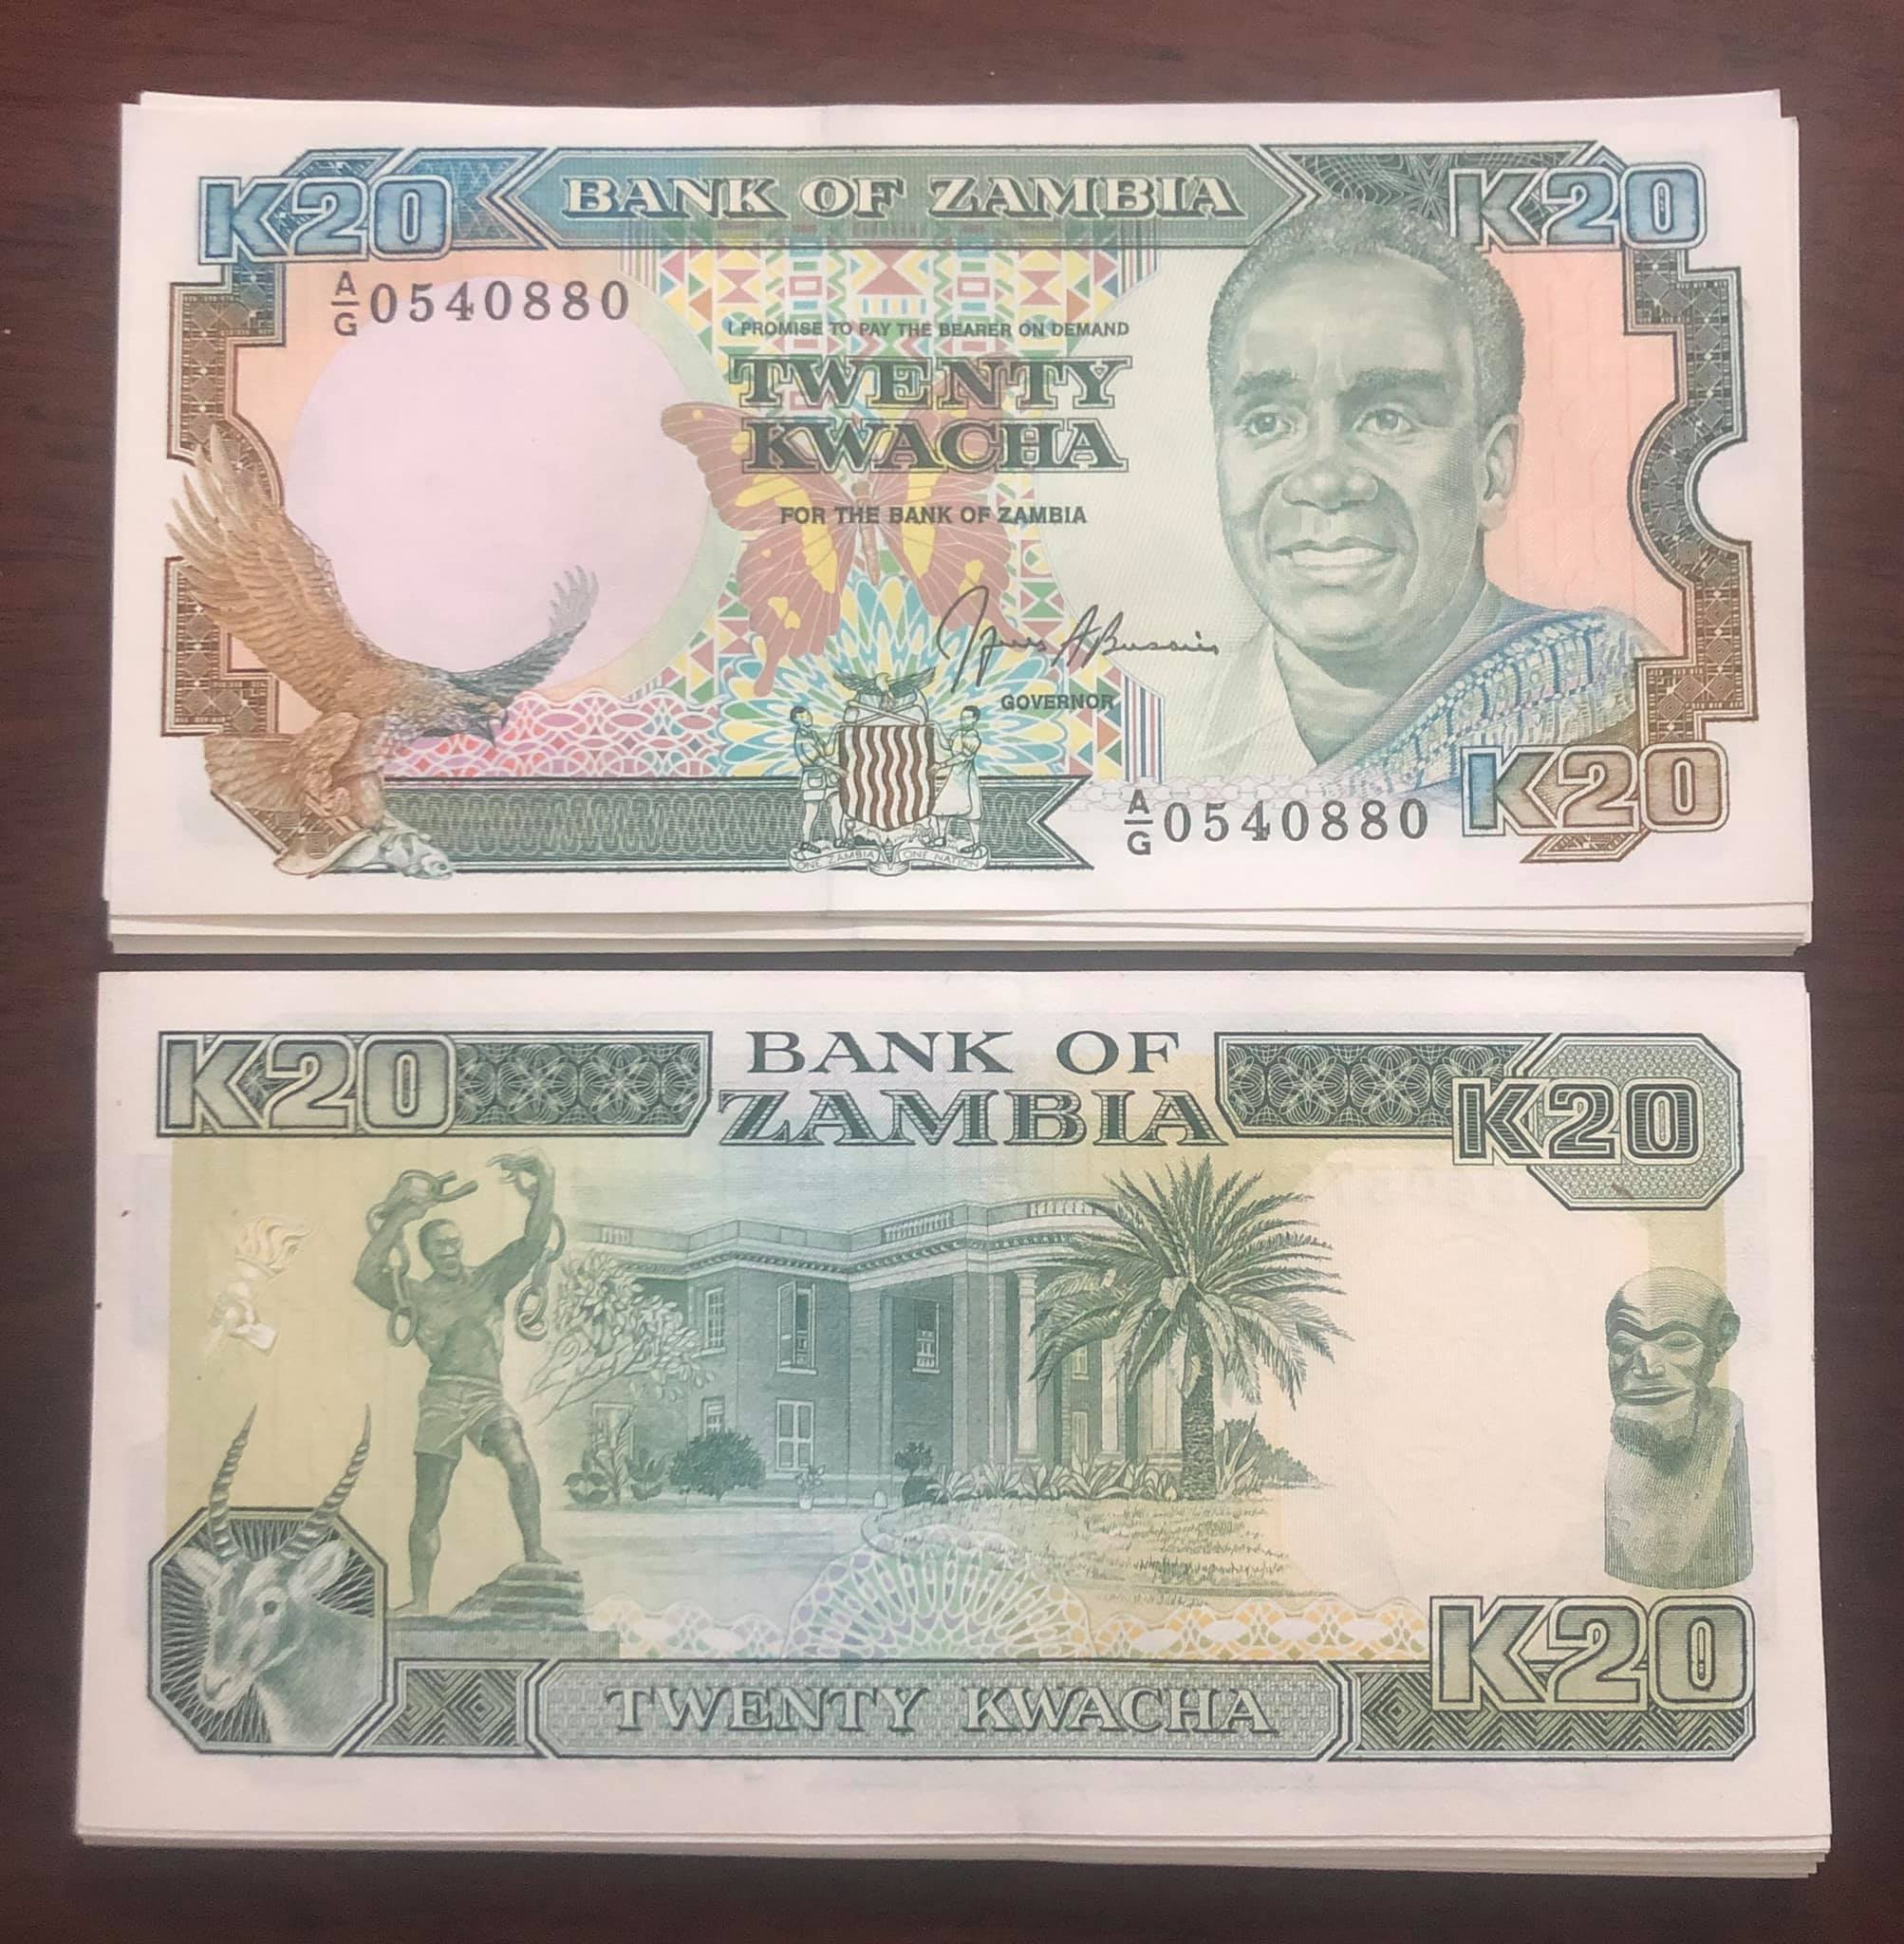 K20
BANK OF ZAMBIA
K20
A/G 0540880
I PROMISE TO PAY THE BEARER ON DEMAND
TWENTY
KWACHA
FOR THE BANK OF ZAMBIA
GOVERNOR
ONE ZAMBIA ONE NATION
A/G 0540880
K20
K20
BANK OF
ZAMBIA
K20
K20
TWENTY KWACHA